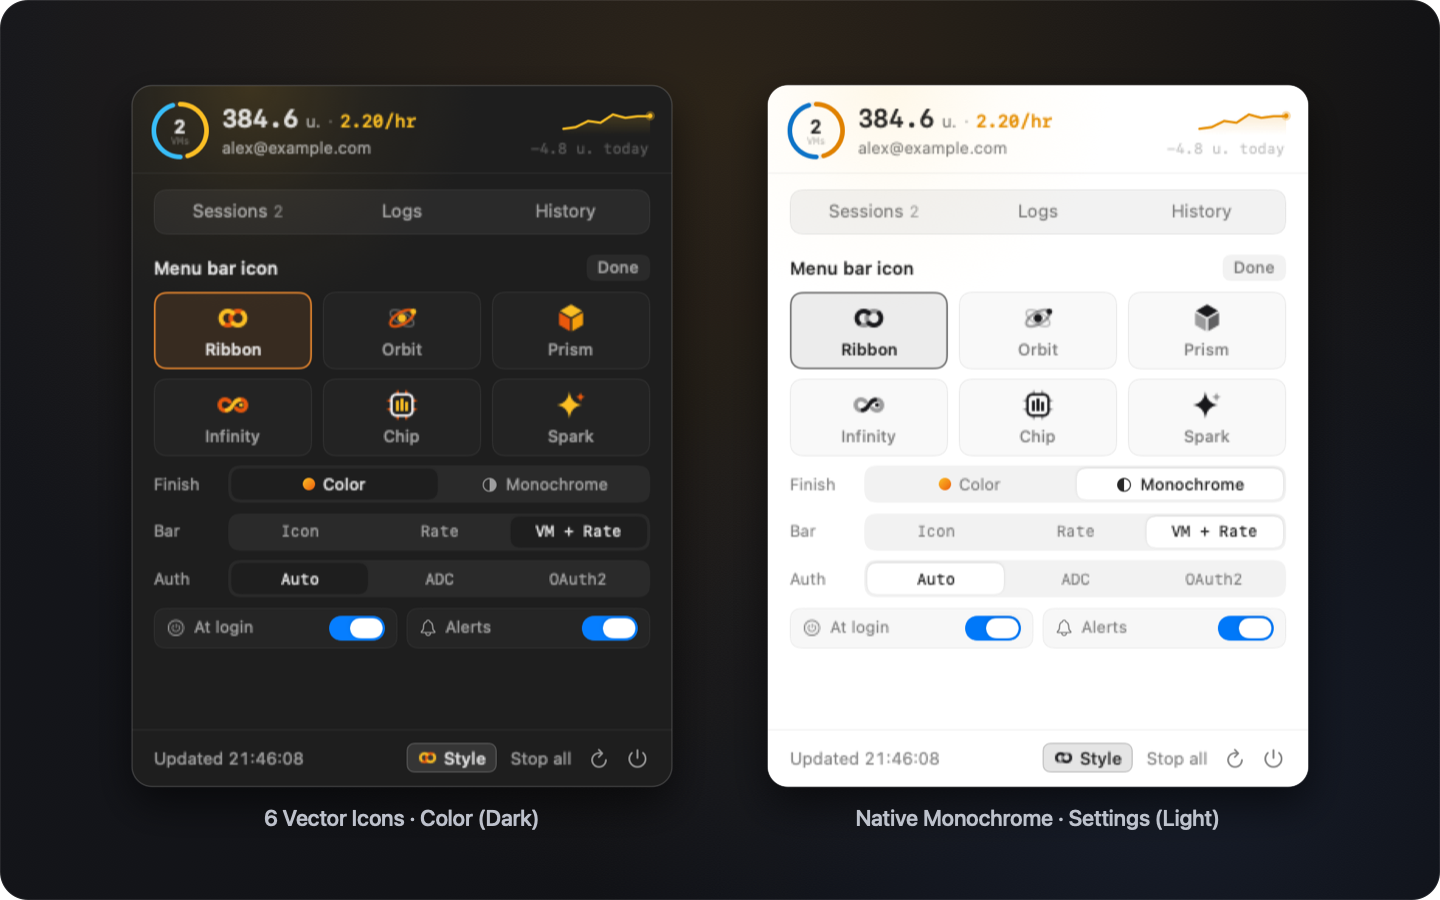 2
VMs
384.6 u. · 2.20/hr
alex@example.com
−4.8 u. today
Sessions 2
Logs
History
Menu bar icon
Done
Ribbon
Orbit
Prism
Infinity
Chip
Spark
Finish
Color
Monochrome
Bar
Icon
Rate
VM + Rate
Auth
Auto
ADC
OAuth2
At login
Alerts
Updated 21:46:08
Style
Stop all
6 Vector Icons · Color (Dark)
2
VMs
384.6 u. · 2.20/hr
alex@example.com
−4.8 u. today
Sessions 2
Logs
History
Menu bar icon
Done
Ribbon
Orbit
Prism
Infinity
Chip
Spark
Finish
Color
Monochrome
Bar
Icon
Rate
VM + Rate
Auth
Auto
ADC
OAuth2
At login
Alerts
Updated 21:46:08
Style
Stop all
Native Monochrome · Settings (Light)